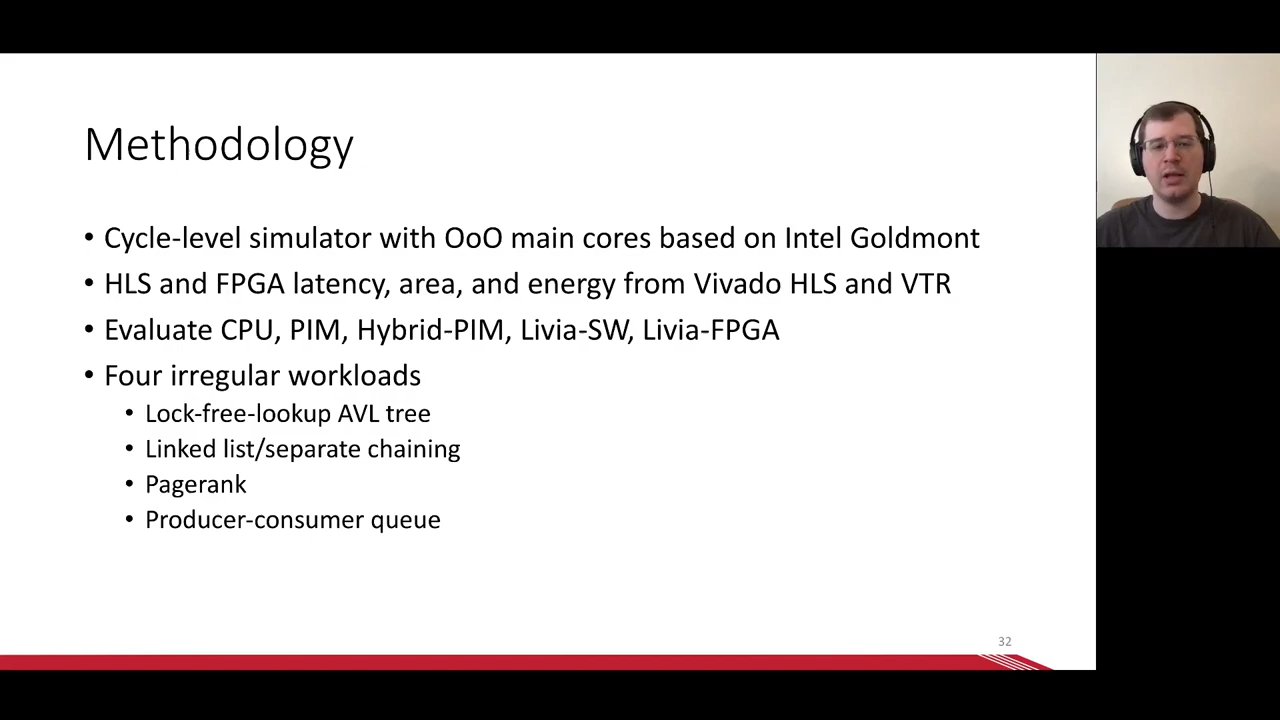 Methodology
• Cycle-level simulator with OoO main cores based on Intel Goldmont
• HLS and FPGA latency, area, and energy from Vivado HLS and VTR
• Evaluate CPU, PIM, Hybrid-PIM, Livia-SW, Livia-FPGA
• Four irregular workloads
• Lock-free-lookup AVL tree
• Linked list/separate chaining
• Pagerank
• Producer-consumer queue
32